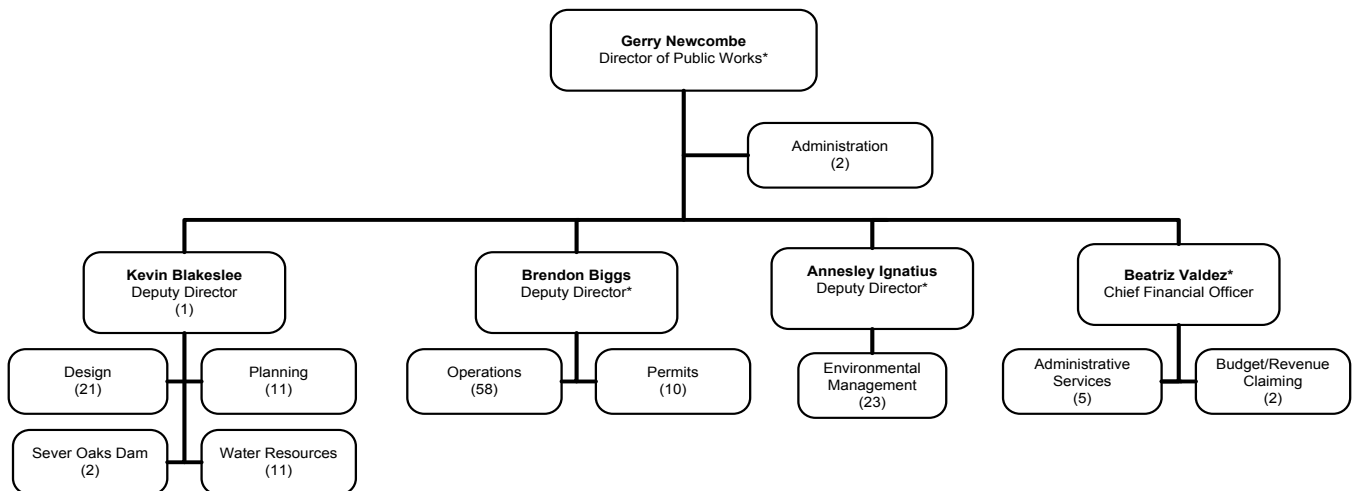 Gerry Newcombe
Director of Public Works*
Administration
(2)
Kevin Blakeslee
Deputy Director
(1)
Brendon Biggs
Deputy Director*
Annesley Ignatius
Deputy Director*
Beatriz Valdez*
Chief Financial Officer
Design
(21)
Planning
(11)
Operations
(58)
Permits
(10)
Environmental
Management
(23)
Administrative
Services
(5)
Budget/Revenue
Claiming
(2)
Sever Oaks Dam
(2)
Water Resources
(11)